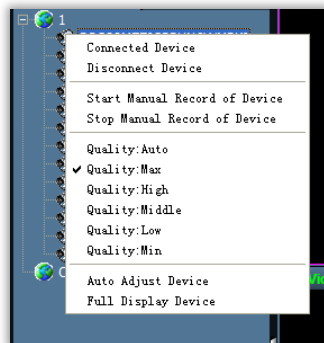 1
Connected Device
Disconnect Device
Start Manual Record of Device
Stop Manual Record of Device
Quality:Auto
Quality:Max
Quality:High
Quality:Middle
Quality:Low
Quality:Min
Auto Adjust Device
Full Display Device